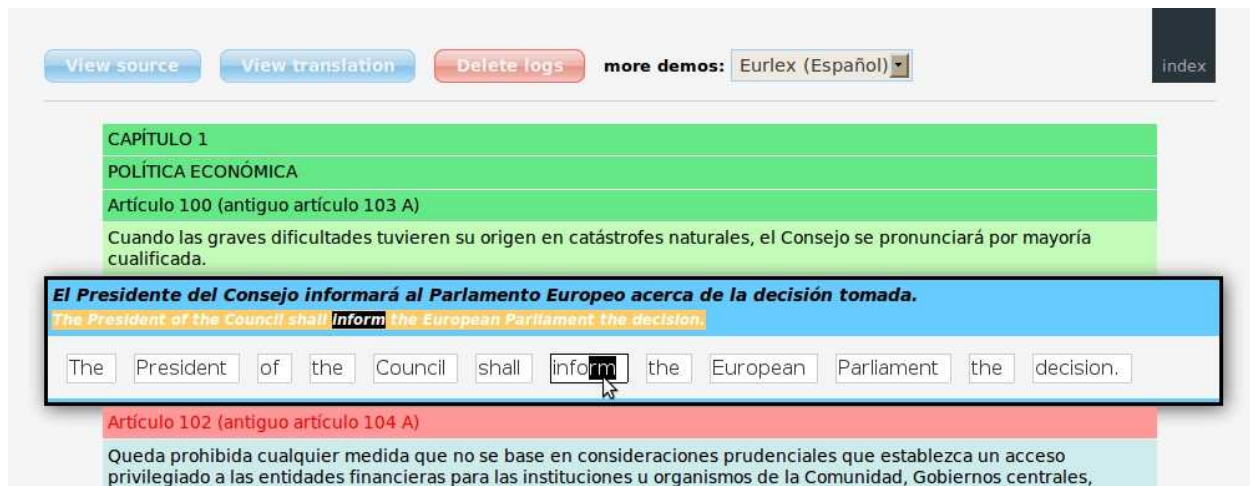 View source View translation Delete logs more demos: Eurlex (Español) index
CAPÍTULO 1
POLÍTICA ECONÓMICA
Artículo 100 (antiguo artículo 103 A)
Cuando las graves dificultades tuvieren su origen en catástrofes naturales, el Consejo se pronunciará por mayoría
cualificada.
El Presidente del Consejo informará al Parlamento Europeo acerca de la decisión tomada.
The President of the Council shall inform the European Parliament the decision.
The President of the Council shall inform the European Parliament the decision.
Artículo 102 (antiguo artículo 104 A)
Queda prohibida cualquier medida que no se base en consideraciones prudenciales que establezca un acceso
privilegiado a las entidades financieras para las instituciones u organismos de la Comunidad, Gobiernos centrales,